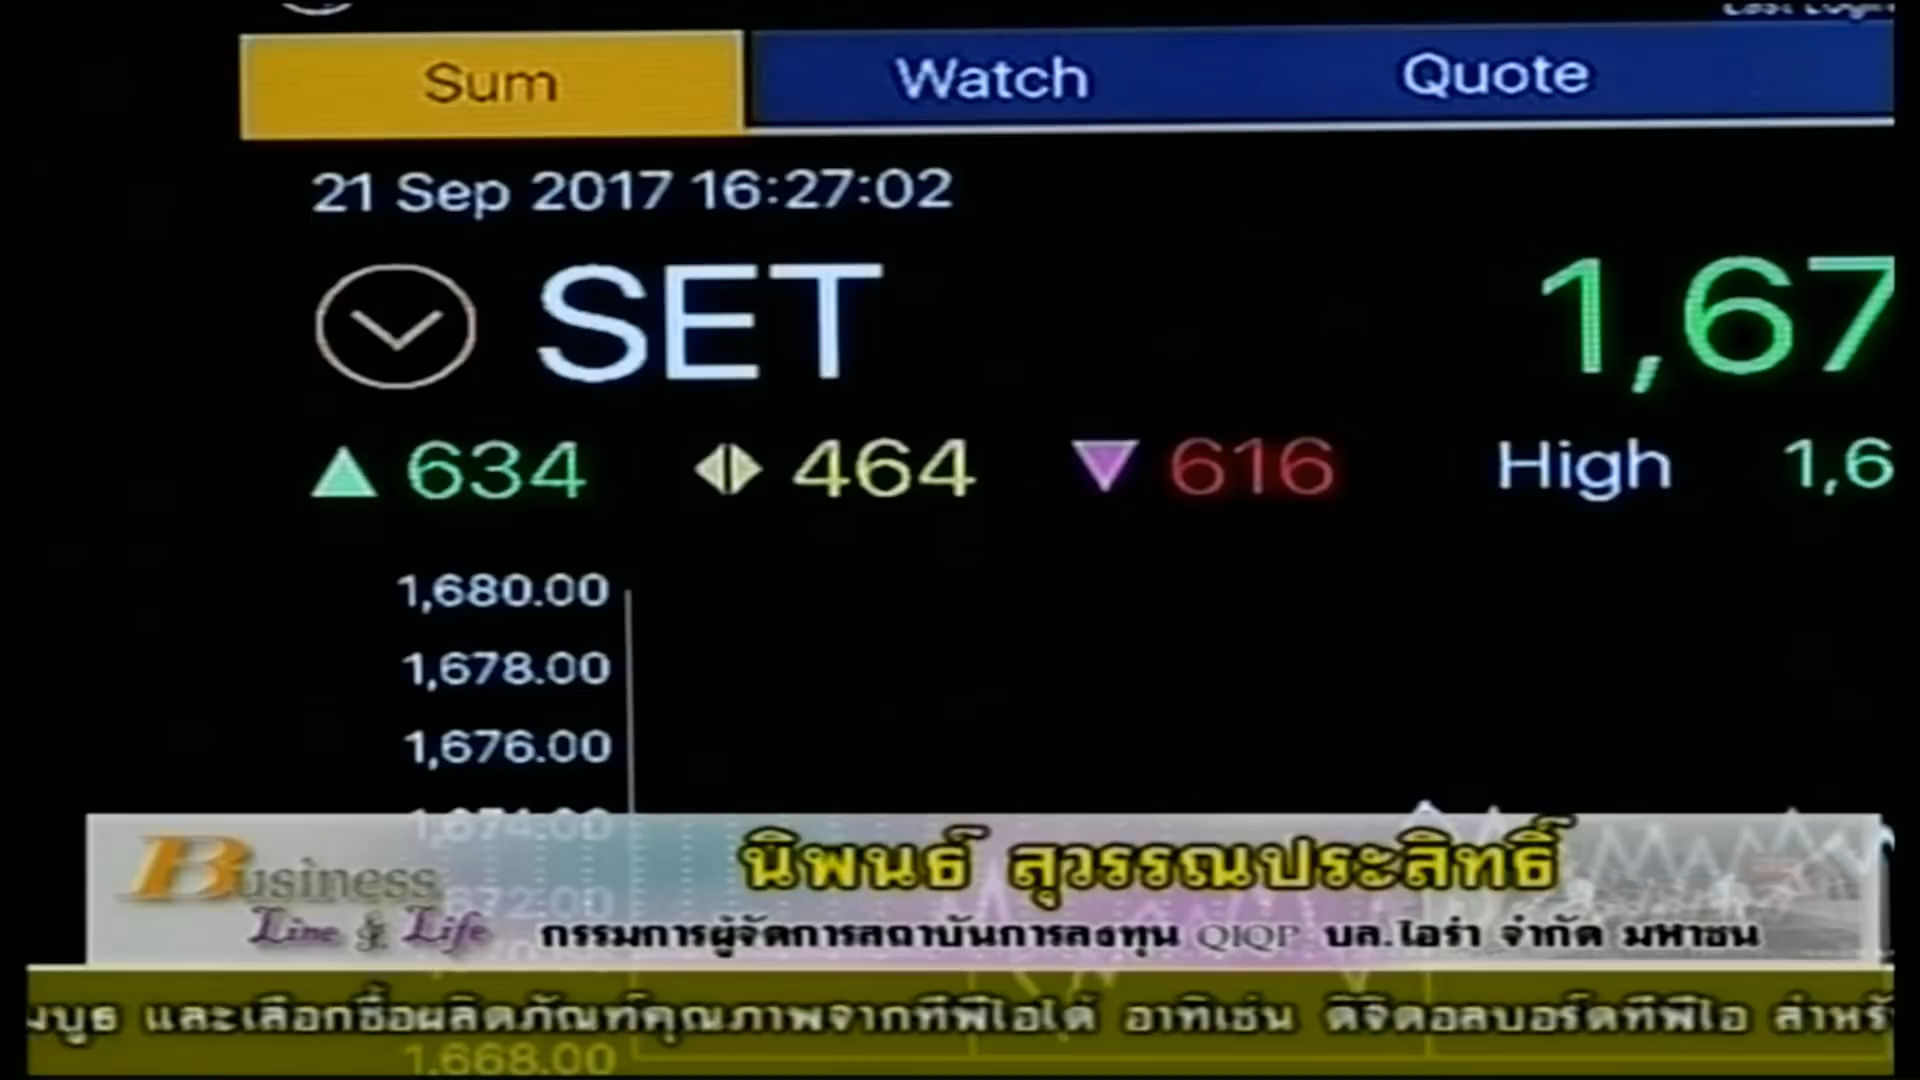 Sum Watch Quote
21 Sep 2017 16:27:02
SET 1,67
634 464 616 High 1,6
1,680.00
1,678.00
1,676.00
1,674.00
นิพนธ์ สุวรรณประสิทธิ์
Business
Line & Life
กรรมการผู้จัดการสถาบันการลงทุน QIQP บล.ไอร่า จำกัด มหาชน
และเลือกซื้อผลิตภัณฑ์คุณภาพจากทีพีไอได้ อาทิเช่น ดิจิตอลบอร์ดทีพีไอ
1,668.00